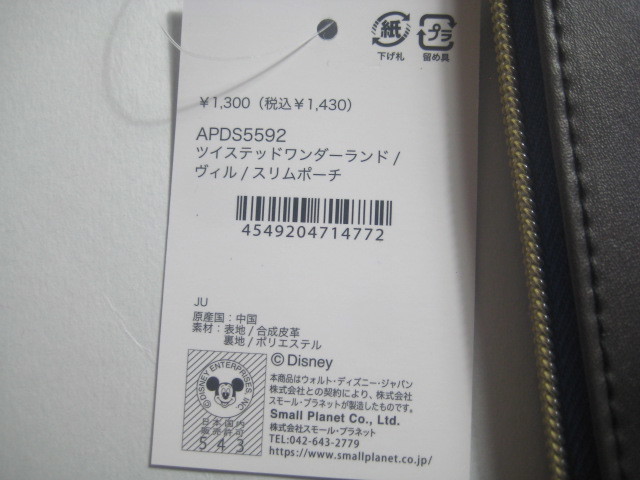 紙
プラ
下げ札
留め具
￥1,300（税込￥1,430）
APDS5592
ツイステッドワンダーランド /
ヴィル / スリムポーチ
4549204714772
JU
原産国：中国
素材：表地 / 合成皮革
裏地 / ポリエステル
©Disney
©DISNEY ENTERPRISES INC
日本国内
販売許可
543
本商品はウォルト・ディズニー・ジャパン
株式会社との契約により、株式会社
スモール・プラネットが製造したものです。
Small Planet Co., Ltd.
株式会社スモール・プラネット
TEL:042-643-2779
https://www.smallplanet.co.jp/